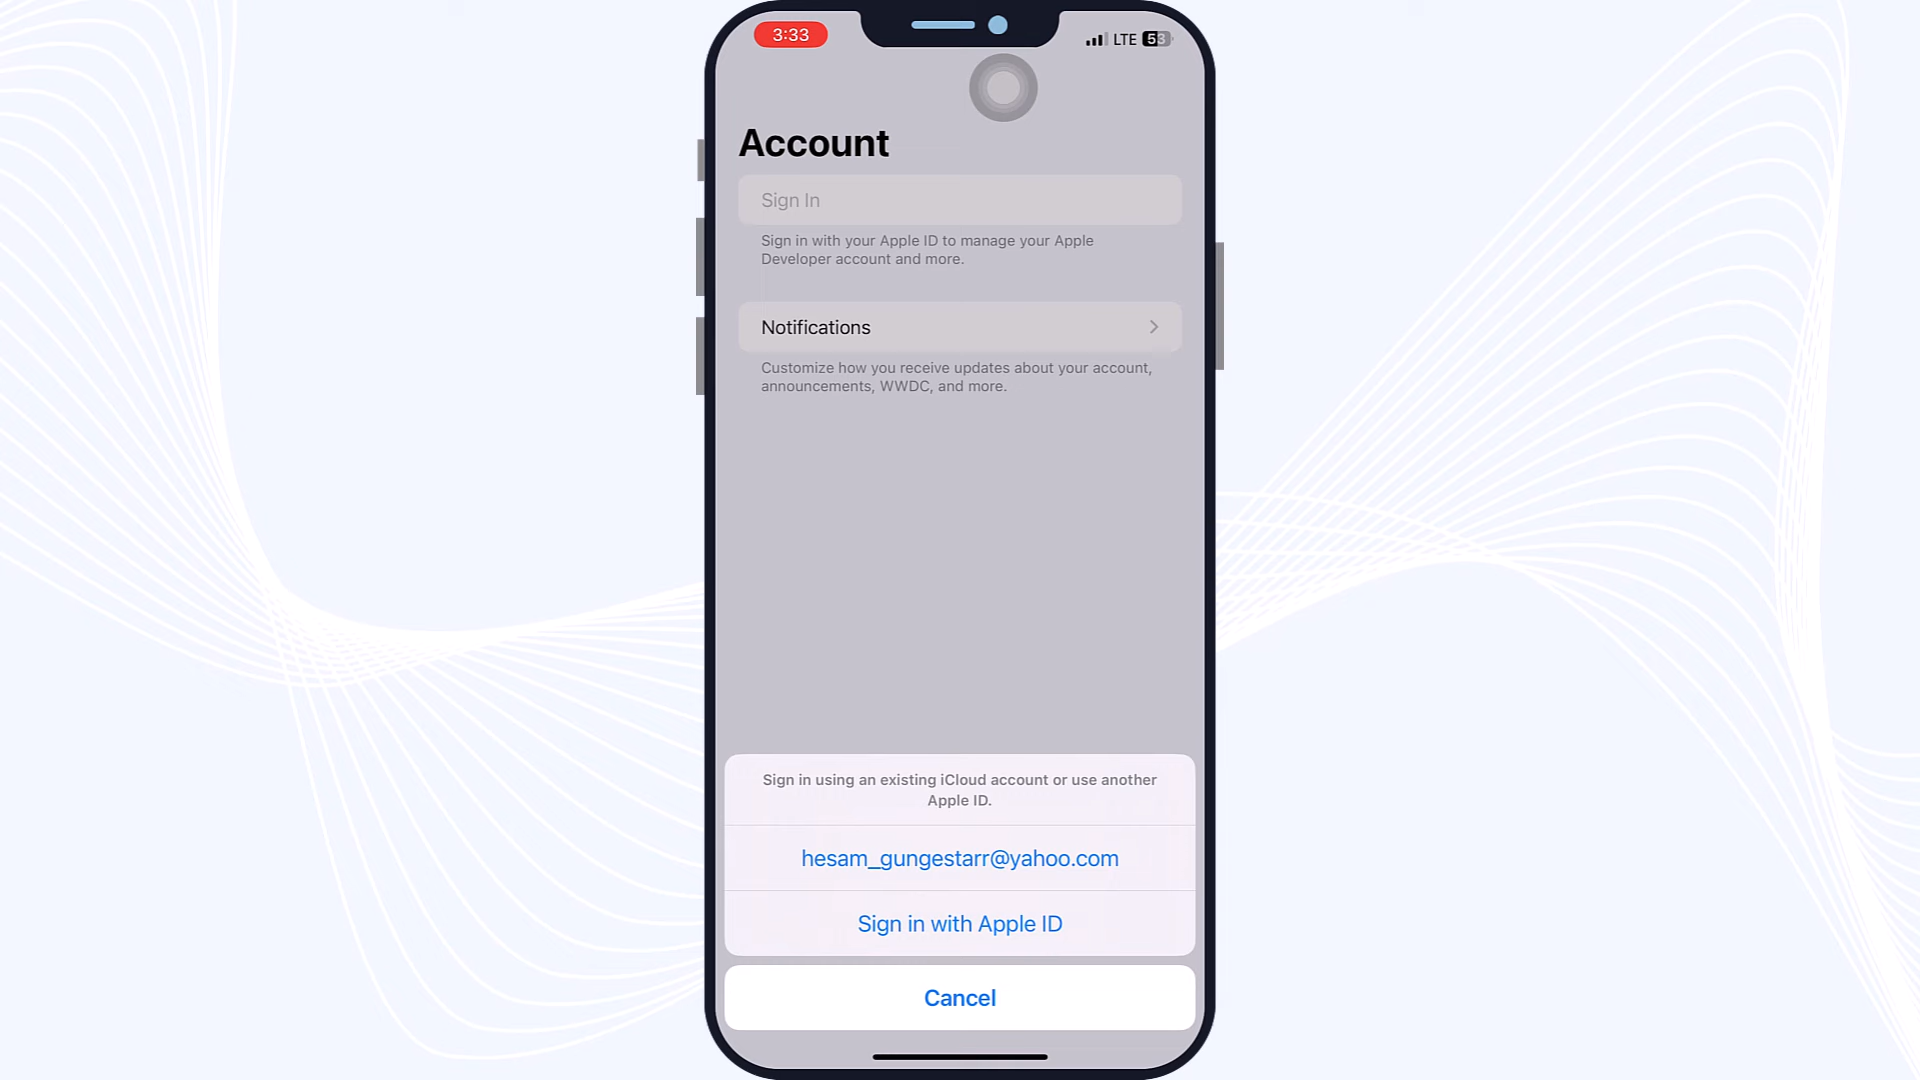 3:33
LTE 53
Account
Sign In
Sign in with your Apple ID to manage your Apple
Developer account and more.
Notifications
Customize how you receive updates about your account,
announcements, WWDC, and more.
Sign in using an existing iCloud account or use another
Apple ID.
hesam_gungestarr@yahoo.com
Sign in with Apple ID
Cancel